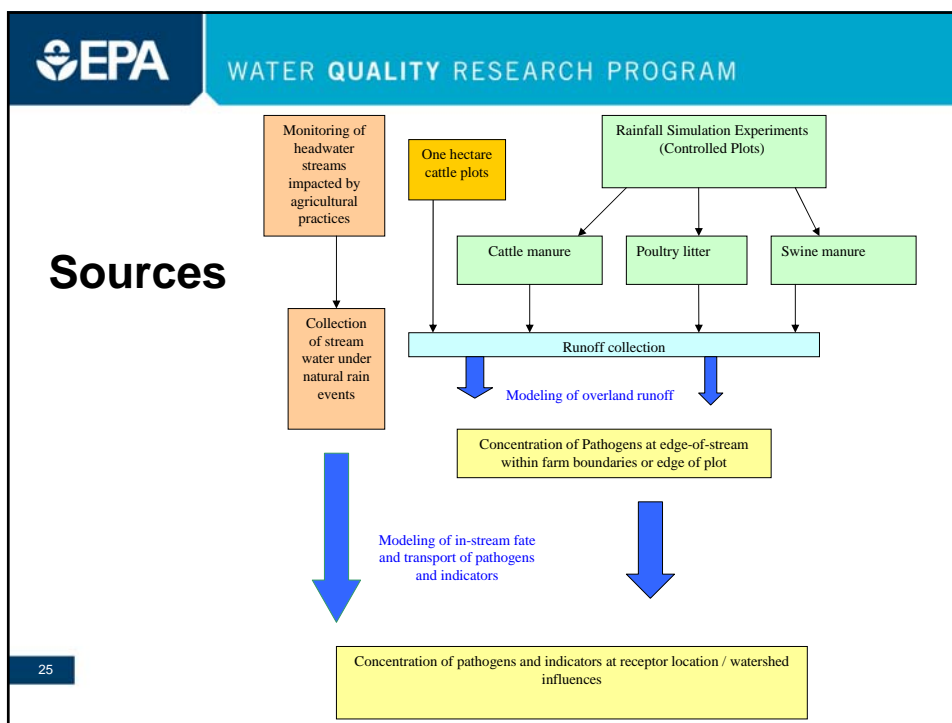 EPA
WATER QUALITY RESEARCH PROGRAM
Sources
Monitoring of
headwater
streams
impacted by
agricultural
practices
Collection
of stream
water under
natural rain
events
One hectare
cattle plots
Rainfall Simulation Experiments
(Controlled Plots)
Cattle manure
Poultry litter
Swine manure
Runoff collection
Modeling of overland runoff
Concentration of Pathogens at edge-of-stream
within farm boundaries or edge of plot
Modeling of in-stream fate
and transport of pathogens
and indicators
Concentration of pathogens and indicators at receptor location / watershed
influences
25